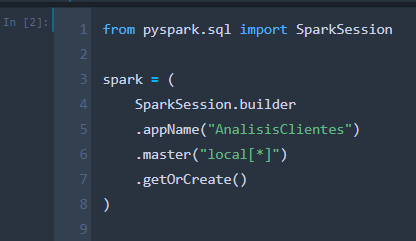 In [2]:
1 from pyspark.sql import SparkSession
2
3 spark = (
4     SparkSession.builder
5     .appName("AnalisisClientes")
6     .master("local[*]")
7     .getOrCreate()
8 )
9